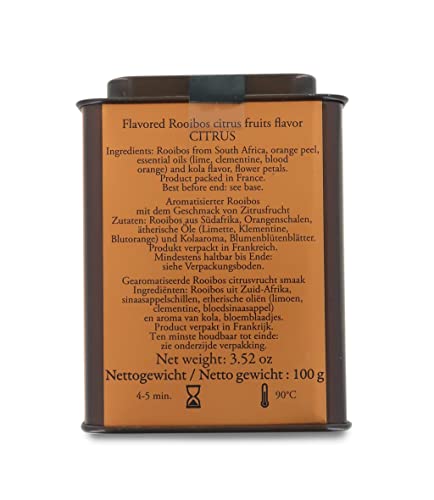 Flavored Rooibos citrus fruits flavor
CITRUS
Ingredients: Rooibos from South Africa, orange peel,
essential oils (lime, clementine, blood
orange) and kola flavor, flower petals.
Product packed in France.
Best before end: see base.
Aromatisierter Rooibos
mit dem Geschmack von Zitrusfrucht
Zutaten: Rooibos aus Südafrika, Orangenschalen,
ätherische Öle (Limette, Klementine,
Blutorange) und Kolaaroma, Blumenblütenblätter.
Produkt verpackt in Frankreich.
Mindestens haltbar bis Ende:
siehe Verpackungsboden.
Gearomatiseerde Rooibos citrusvrucht smaak
Ingrediënten: Rooibos uit Zuid-Afrika,
sinaasappelschillen, etherische oliën (limoen,
clementine, bloedsinaasappel)
en aroma van kola, bloemblaadjes.
Product verpakt in Frankrijk.
Ten minste houdbaar tot einde:
zie onderzijde verpakking.
Net weight: 3.52 oz
Nettogewicht / Netto gewicht : 100 g
4-5 min. 90°C